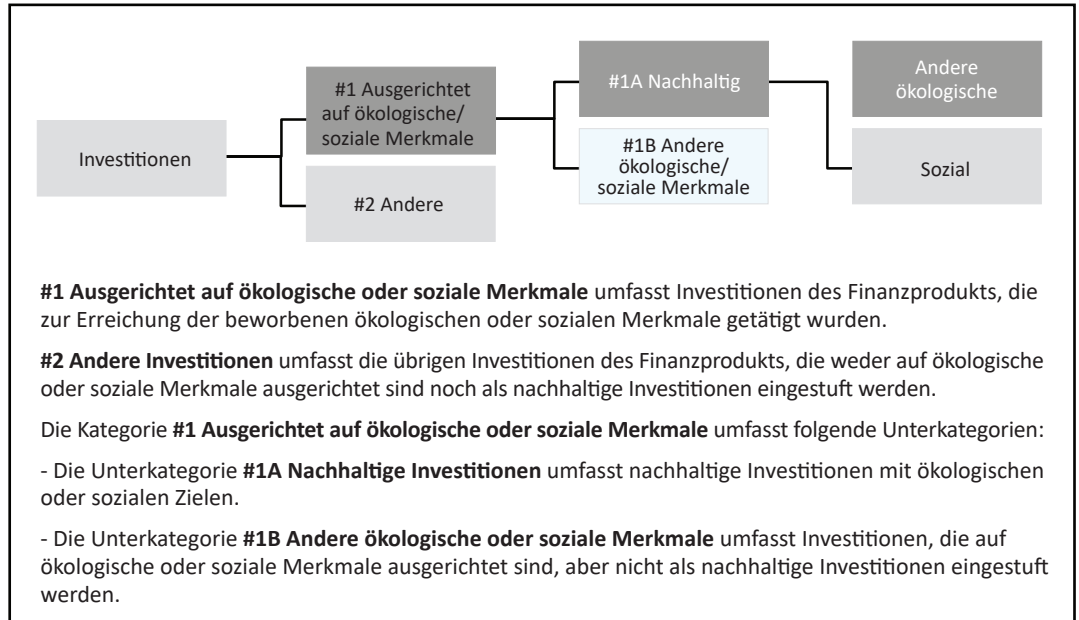 Investitionen
#1 Ausgerichtet
auf ökologische/
soziale Merkmale
#2 Andere
#1A Nachhaltig
#1B Andere
ökologische/
soziale Merkmale
Andere
ökologische
Sozial
#1 Ausgerichtet auf ökologische oder soziale Merkmale umfasst Investitionen des Finanzprodukts, die
zur Erreichung der beworbenen ökologischen oder sozialen Merkmale getätigt wurden.
#2 Andere Investitionen umfasst die übrigen Investitionen des Finanzprodukts, die weder auf ökologische
oder soziale Merkmale ausgerichtet sind noch als nachhaltige Investitionen eingestuft werden.
Die Kategorie #1 Ausgerichtet auf ökologische oder soziale Merkmale umfasst folgende Unterkategorien:
- Die Unterkategorie #1A Nachhaltige Investitionen umfasst nachhaltige Investitionen mit ökologischen
oder sozialen Zielen.
- Die Unterkategorie #1B Andere ökologische oder soziale Merkmale umfasst Investitionen, die auf
ökologische oder soziale Merkmale ausgerichtet sind, aber nicht als nachhaltige Investitionen eingestuft
werden.